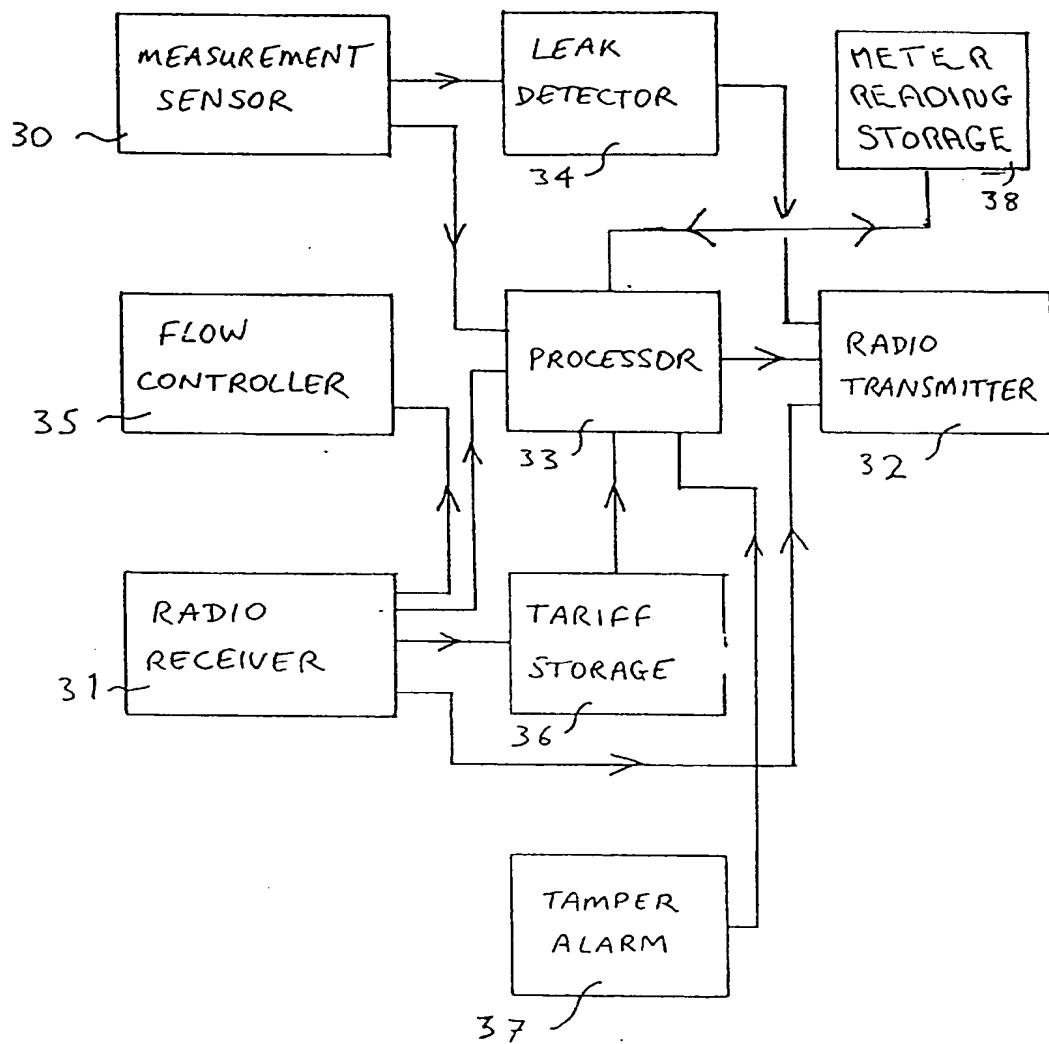 MEASUREMENT
SENSOR
30
LEAK
DETECTOR
34
METER
READING
STORAGE
38
FLOW
CONTROLLER
35
PROCESSOR
33
RADIO
TRANSMITTER
32
RADIO
RECEIVER
31
TARIFF
STORAGE
36
TAMPER
ALARM
37